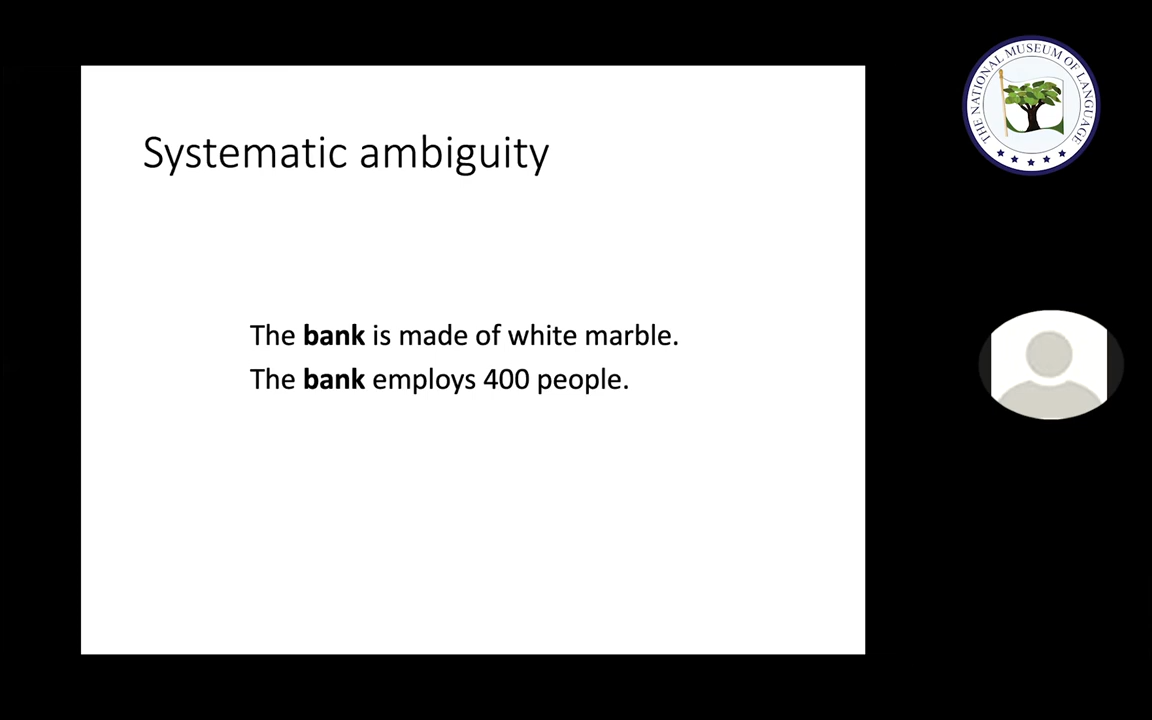 THE NATIONAL MUSEUM OF LANGUAGE
Systematic ambiguity
The bank is made of white marble.
The bank employs 400 people.